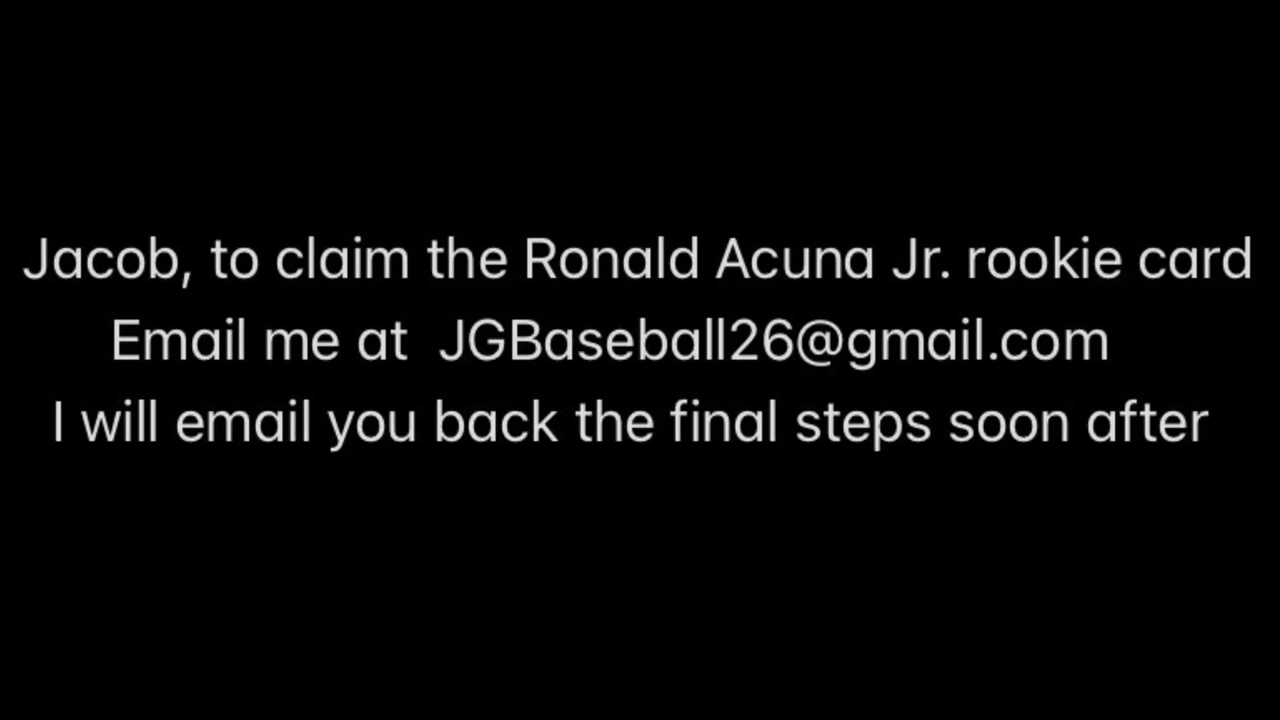 Jacob, to claim the Ronald Acuna Jr. rookie card
Email me at  JGBaseball26@gmail.com
I will email you back the final steps soon after